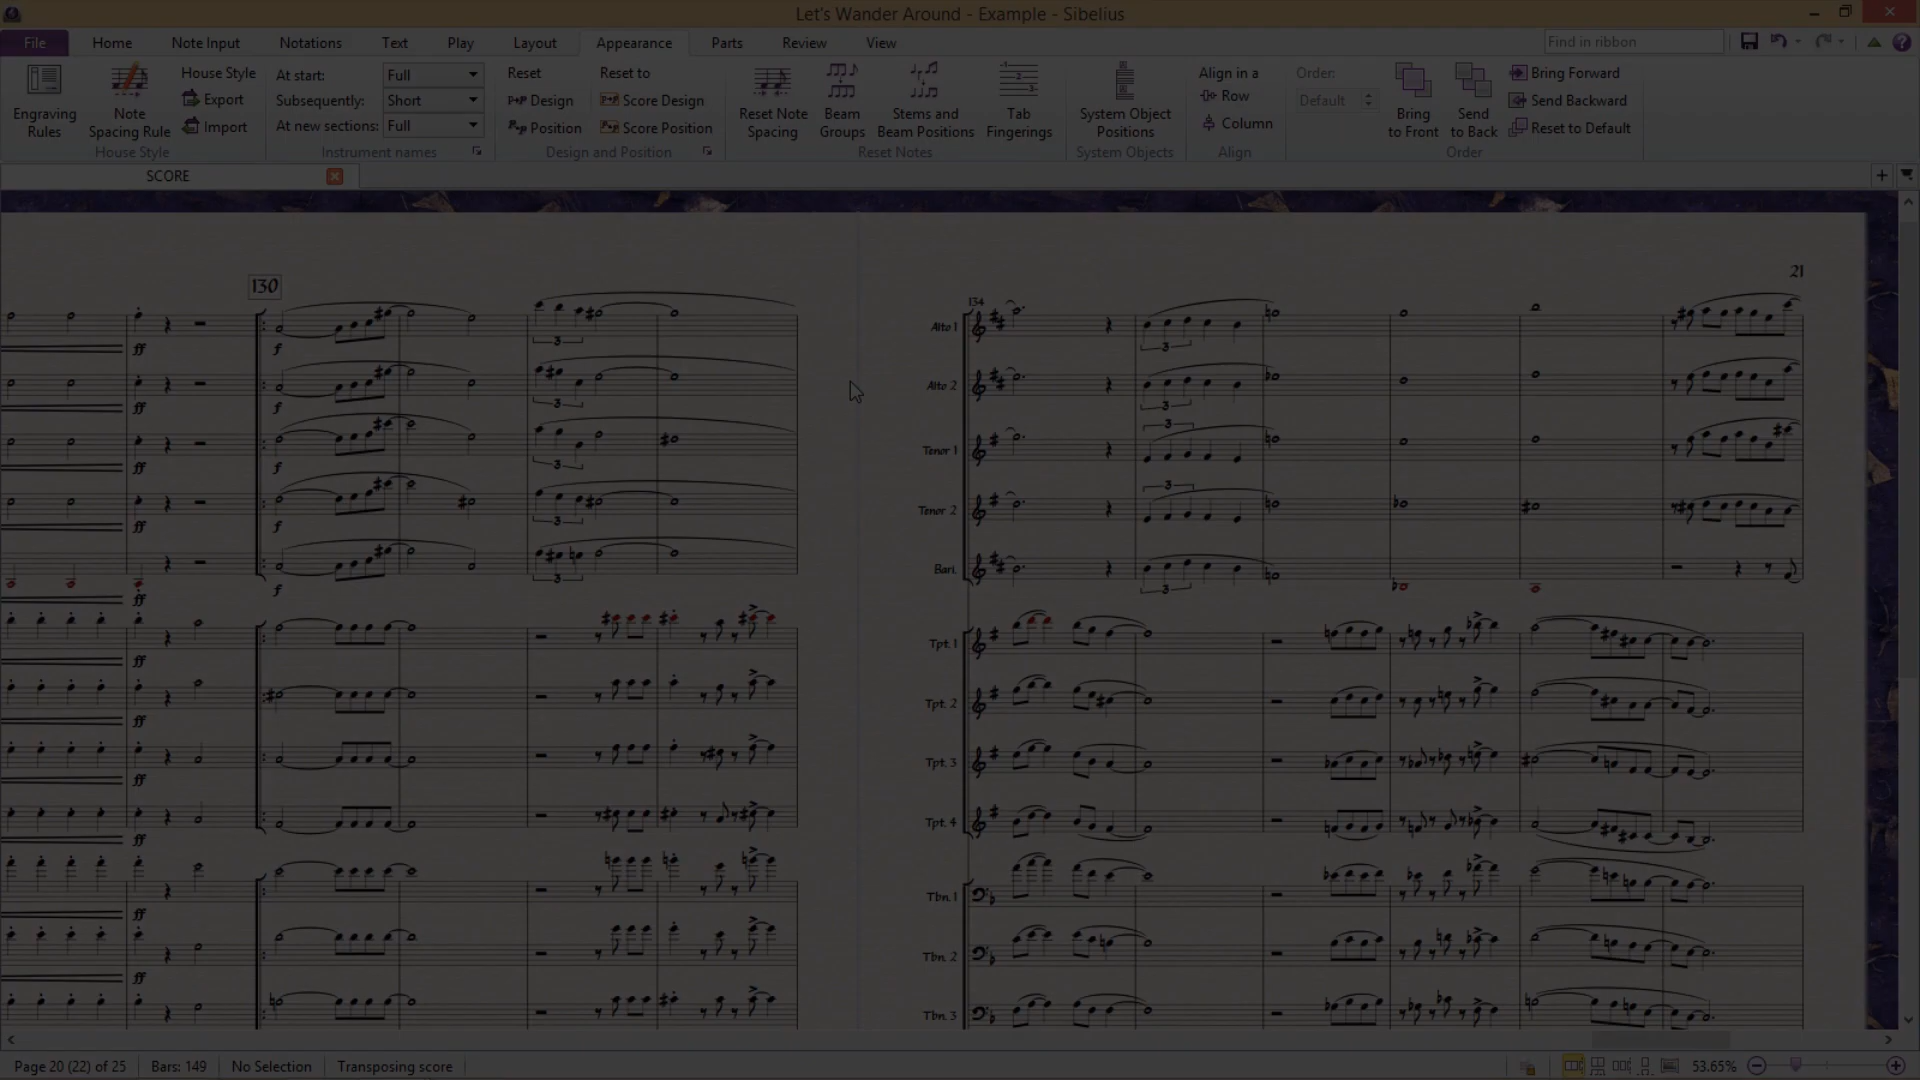 Let's Wander Around - Example - Sibelius
File Home Note Input Notations Text Play Layout Appearance Parts Review View Find in ribbon
Engraving Rules
Note Spacing Rule
House Style
Export
Import
House Style
At start: Full
Subsequently: Short
At new sections: Full
Instrument names
Reset
Design
Position
Reset to
Score Design
Score Position
Design and Position
Reset Note Spacing
Beam Groups
Stems and Beam Positions
Tab Fingerings
Reset Notes
System Object Positions
System Objects
Align in a
Row
Column
Align
Order:
Default
Bring to Front
Send to Back
Bring Forward
Send Backward
Reset to Default
Order
SCORE
130
21
134
Alto 1
Alto 2
Tenor 1
Tenor 2
Bari.
Tpt. 1
Tpt. 2
Tpt. 3
Tpt. 4
Tbn. 1
Tbn. 2
Tbn. 3
Page 20 (22) of 25 Bars: 149 No Selection Transposing score 53.65%